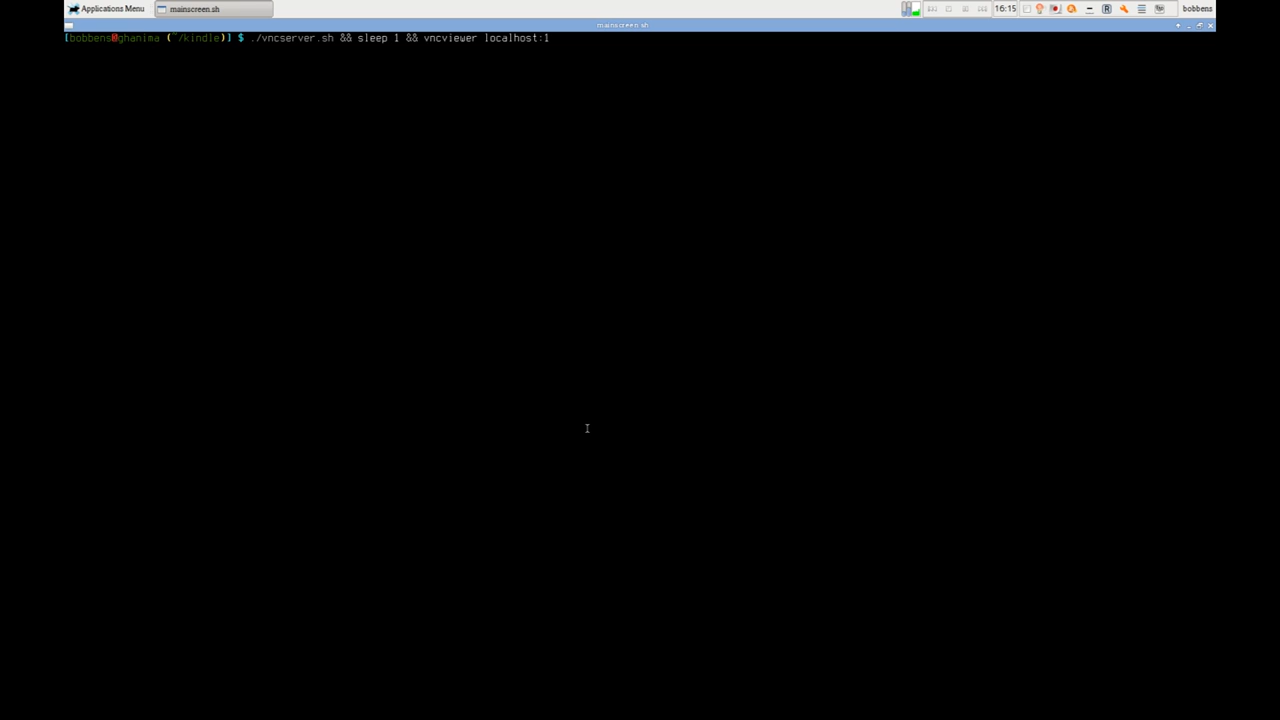 Applications Menu mainscreen.sh 16:15 R bobbens
mainscreen.sh
[bobbens@ghanima (~/kindle)] $ ./vncserver.sh && sleep 1 && vncviewer localhost:1